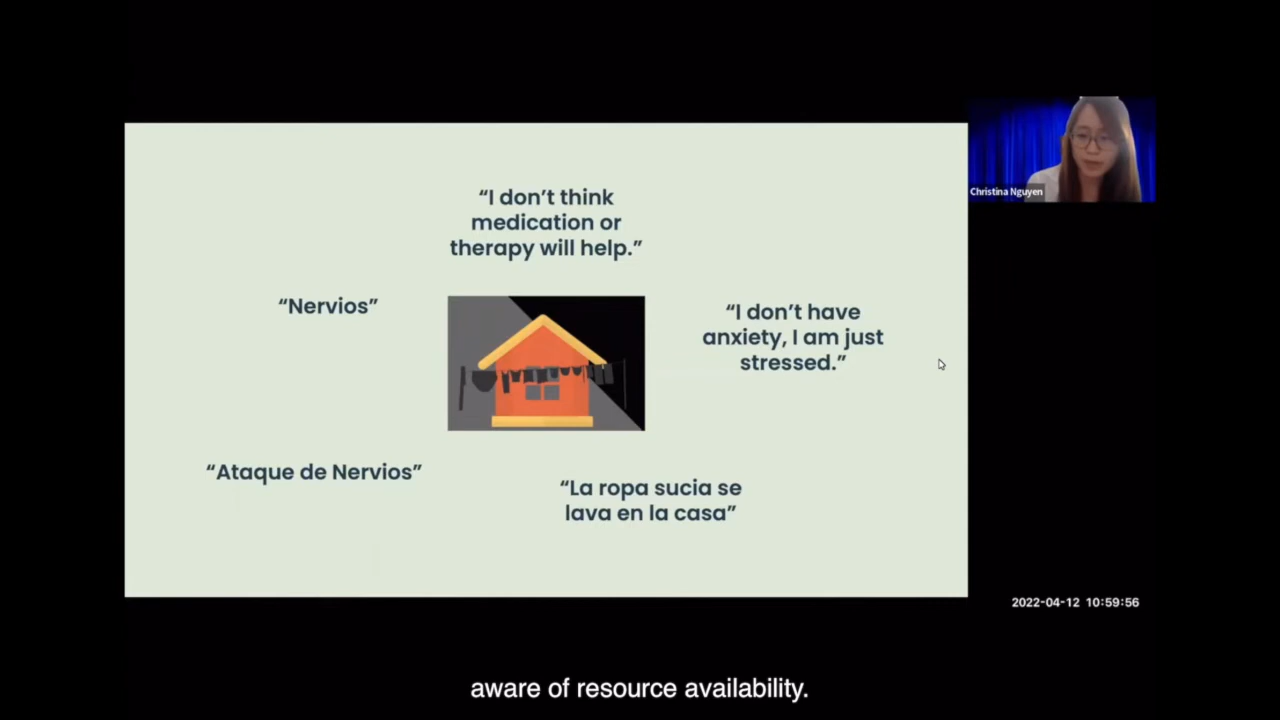 “I don’t think
medication or
therapy will help.”
“Nervios”
“I don’t have
anxiety, I am just
stressed.”
“Ataque de Nervios”
“La ropa sucia se
lava en la casa”
Christina Nguyen
2022-04-12 10:59:56
aware of resource availability.